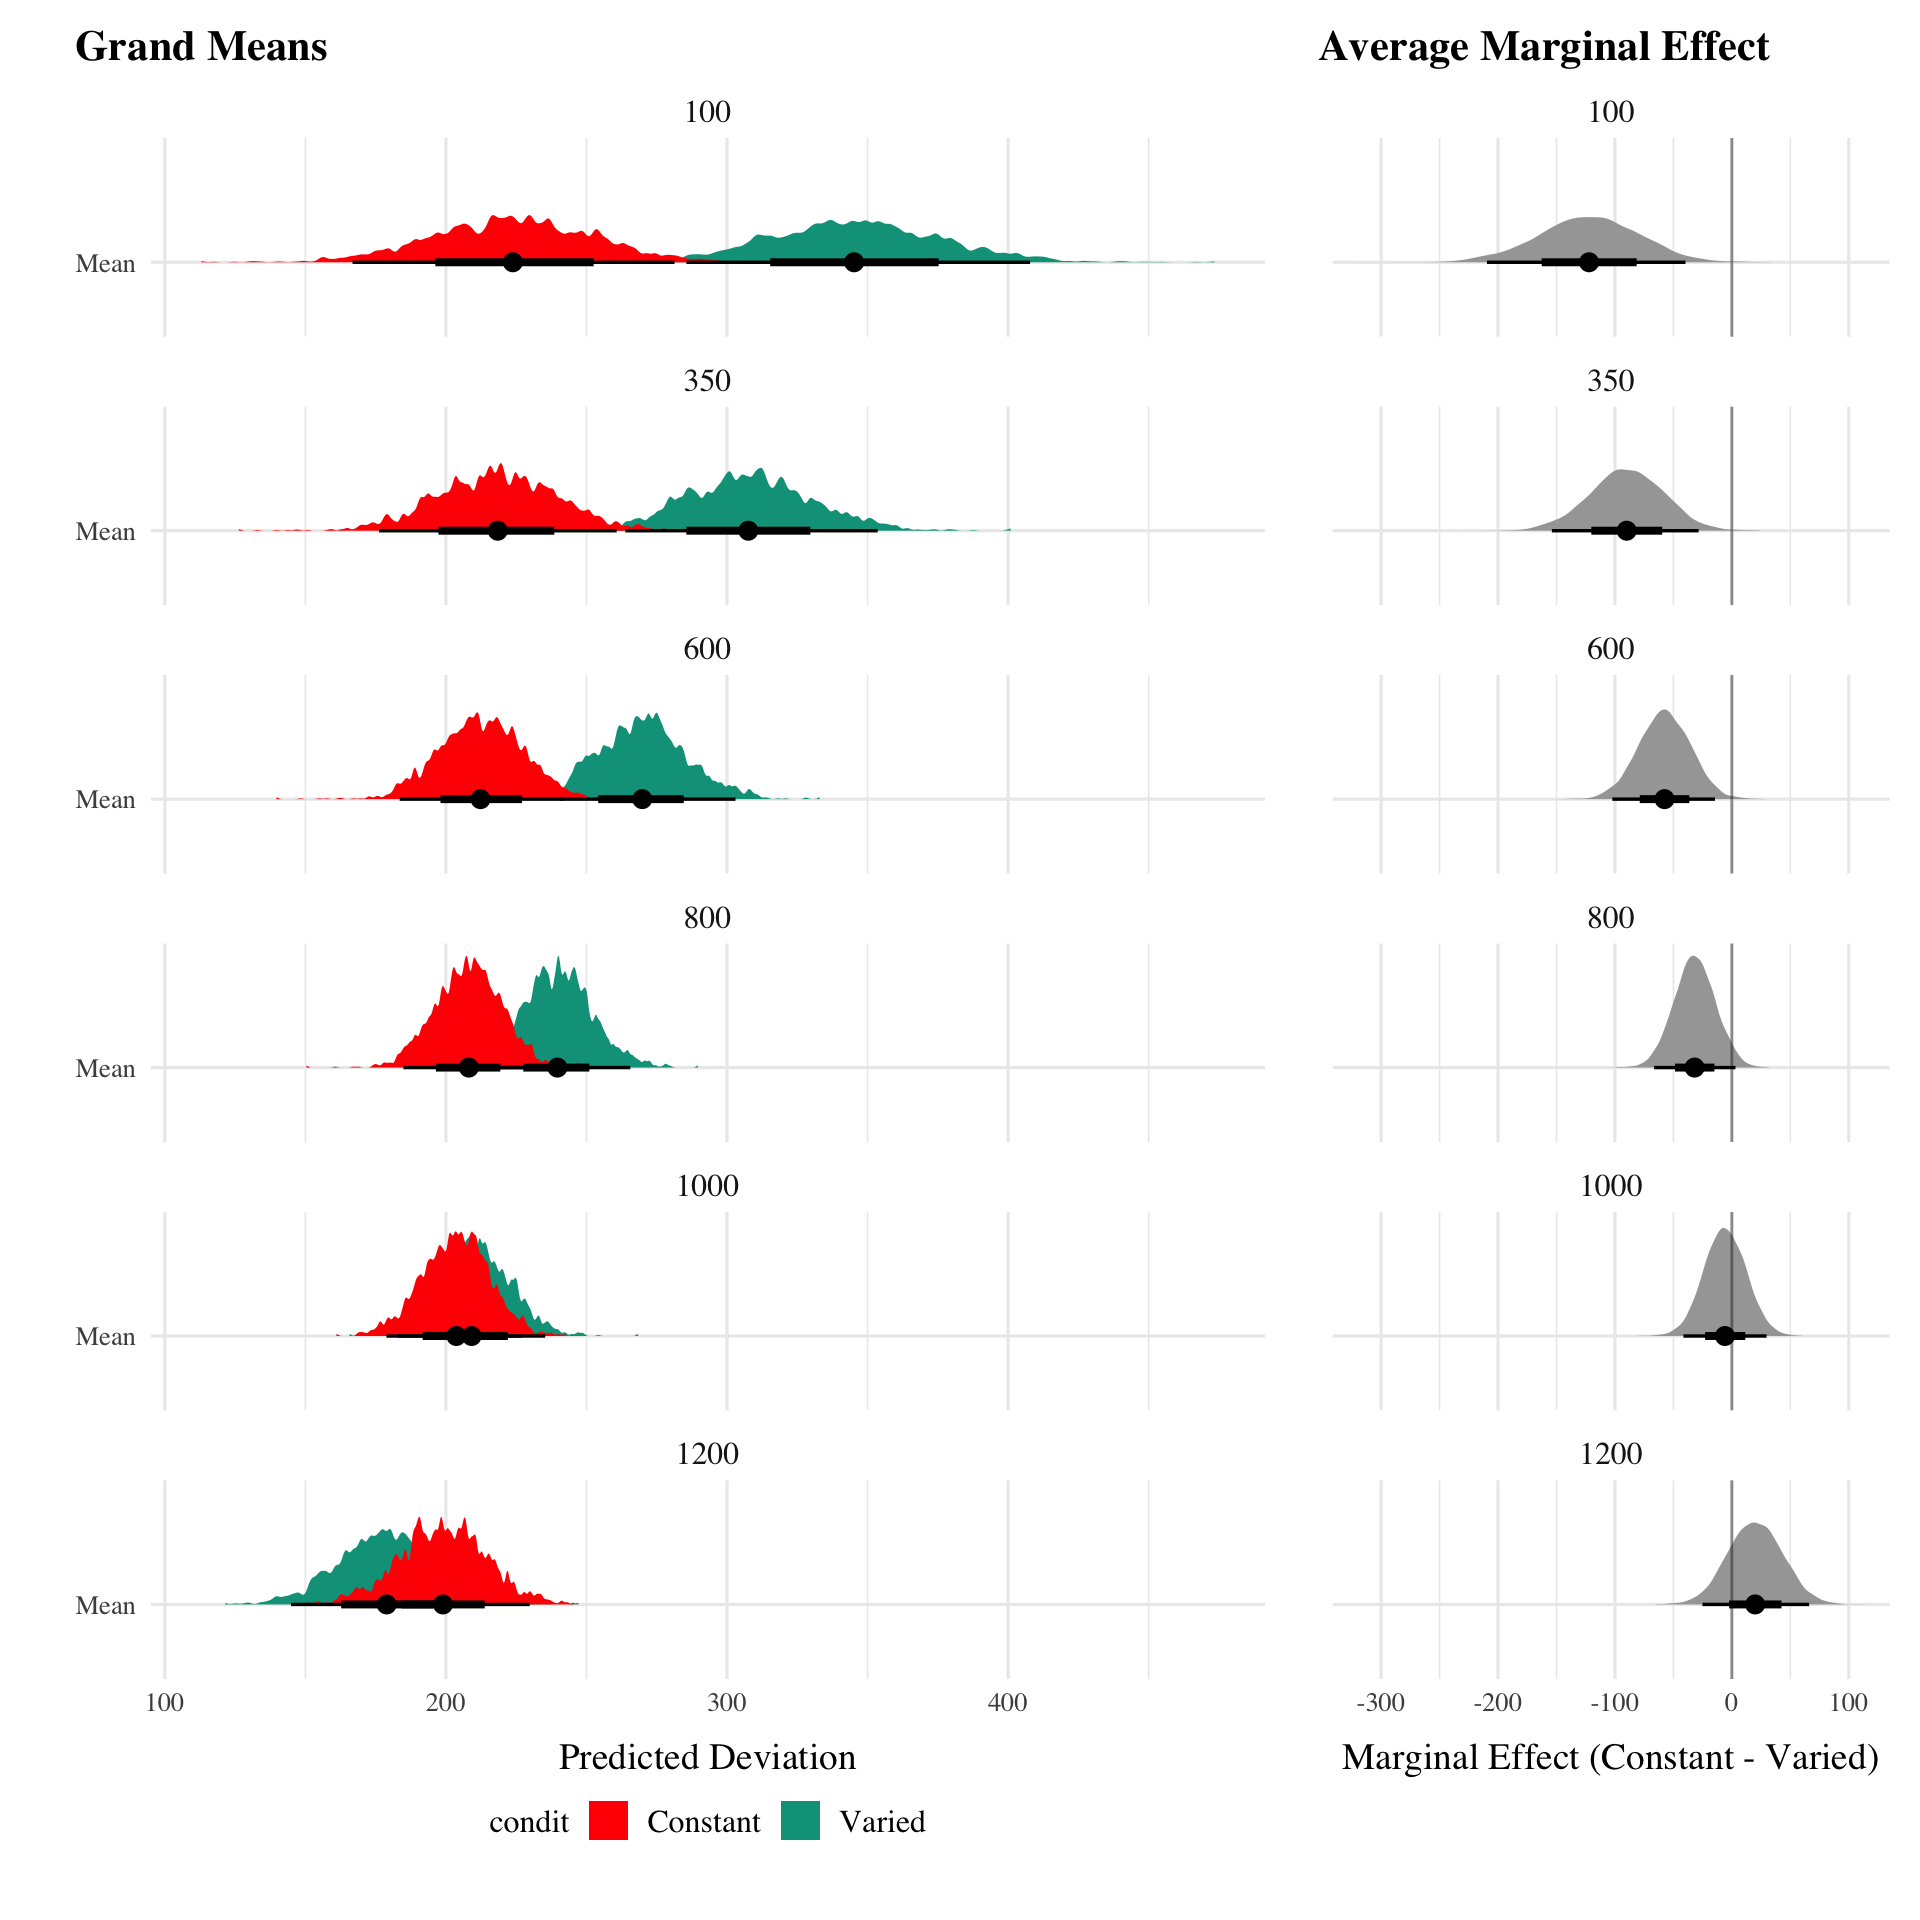 Grand Means
Average Marginal Effect
100
100
Mean
350
350
Mean
600
600
Mean
800
800
Mean
1000
1000
Mean
1200
1200
Mean
100 200 300 400
-300 -200 -100 0 100
Predicted Deviation
Marginal Effect (Constant - Varied)
condit Constant Varied